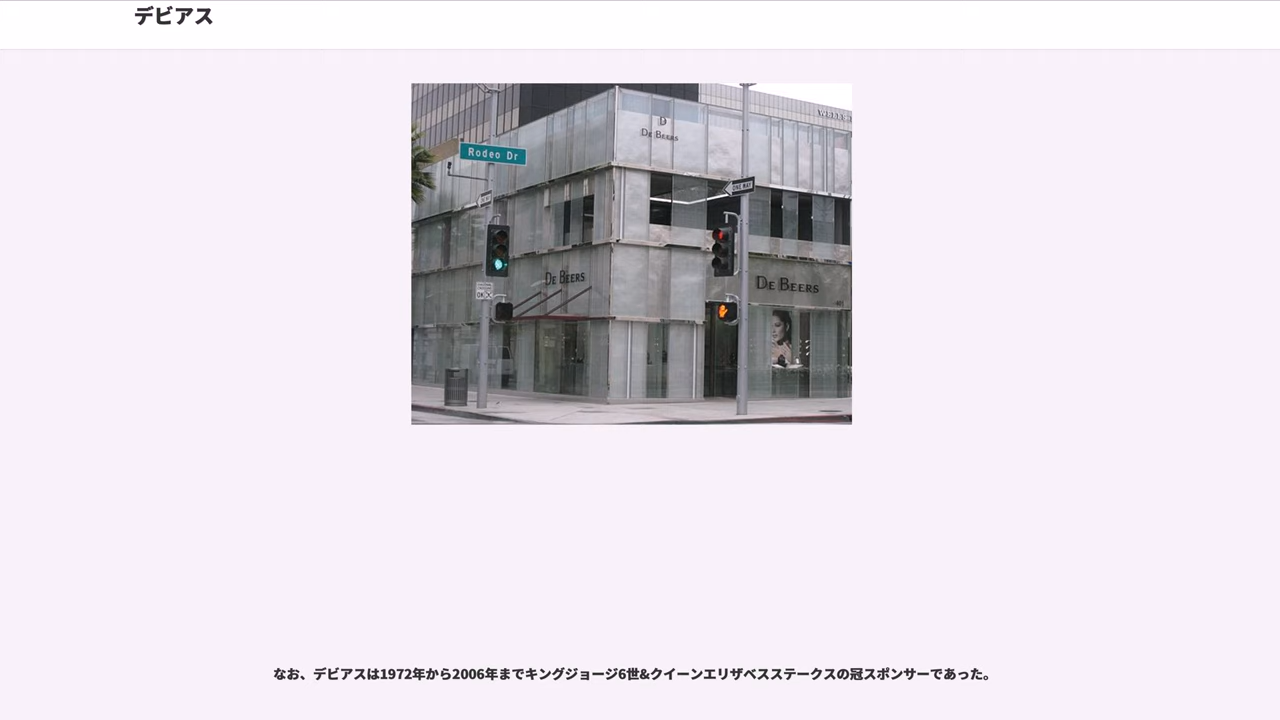 デビアス
D
De Beers
Rodeo Dr
ONE WAY
De Beers
De Beers
なお、デビアスは1972年から2006年までキングジョージ6世&クイーンエリザベスステークスの冠スポンサーであった。